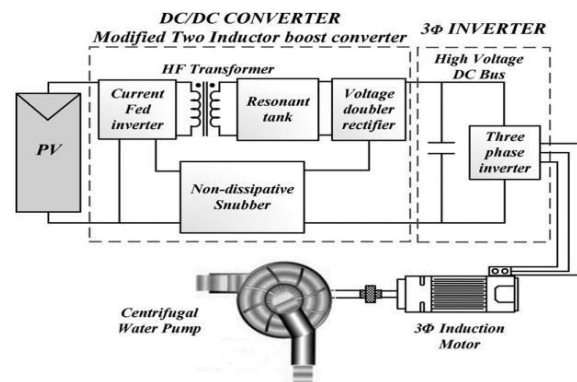 DC/DC CONVERTER
Modified Two Inductor boost converter
3Φ INVERTER
HF Transformer
High Voltage
DC Bus
PV
Current
Fed
inverter
Resonant
tank
Voltage
doubler
rectifier
Three
phase
inverter
Non-dissipative
Snubber
Centrifugal
Water Pump
3Φ Induction
Motor